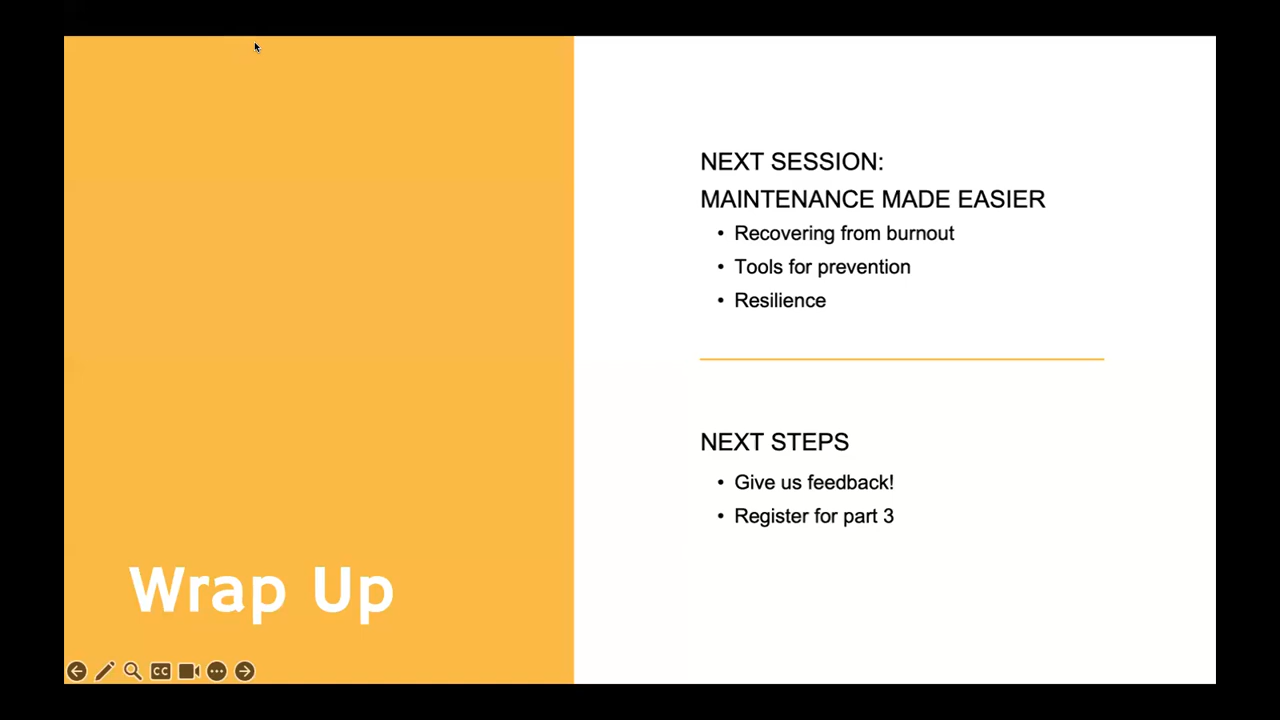 NEXT SESSION:
MAINTENANCE MADE EASIER
• Recovering from burnout
• Tools for prevention
• Resilience
NEXT STEPS
• Give us feedback!
• Register for part 3
Wrap Up
CC